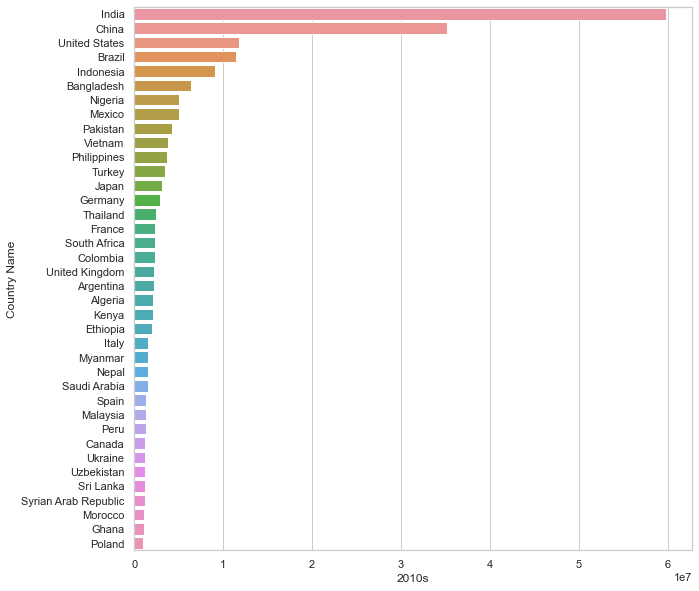 India
China
United States
Brazil
Indonesia
Bangladesh
Nigeria
Mexico
Pakistan
Vietnam
Philippines
Turkey
Japan
Germany
Thailand
France
South Africa
Colombia
United Kingdom
Argentina
Algeria
Kenya
Ethiopia
Italy
Myanmar
Nepal
Saudi Arabia
Spain
Malaysia
Peru
Canada
Ukraine
Uzbekistan
Sri Lanka
Syrian Arab Republic
Morocco
Ghana
Poland
Country Name
0 1 2 3 4 5 6
2010s
1e7